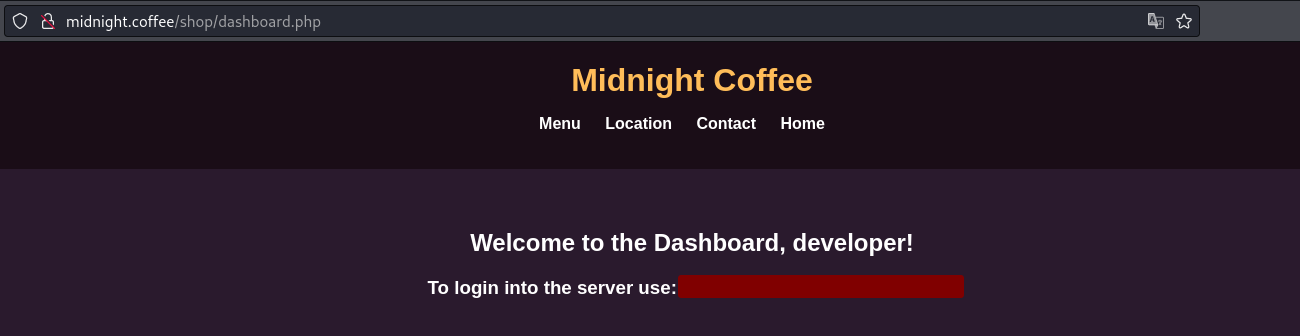 midnight.coffee/shop/dashboard.php
Midnight Coffee
Menu Location Contact Home
Welcome to the Dashboard, developer!
To login into the server use: